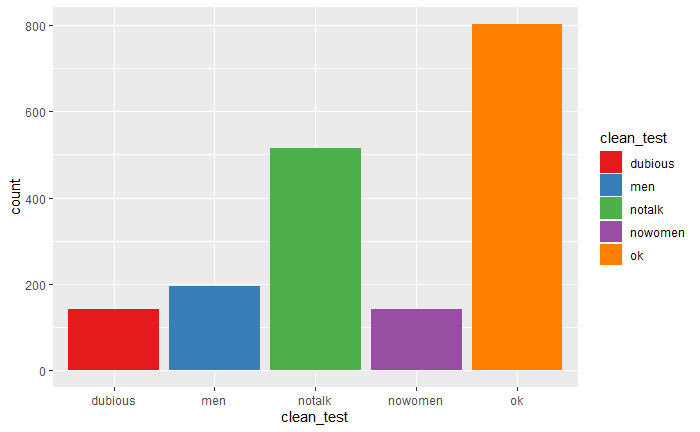 800
600
400
200
0
count
dubious
men
notalk
nowomen
ok
clean_test
clean_test
dubious
men
notalk
nowomen
ok